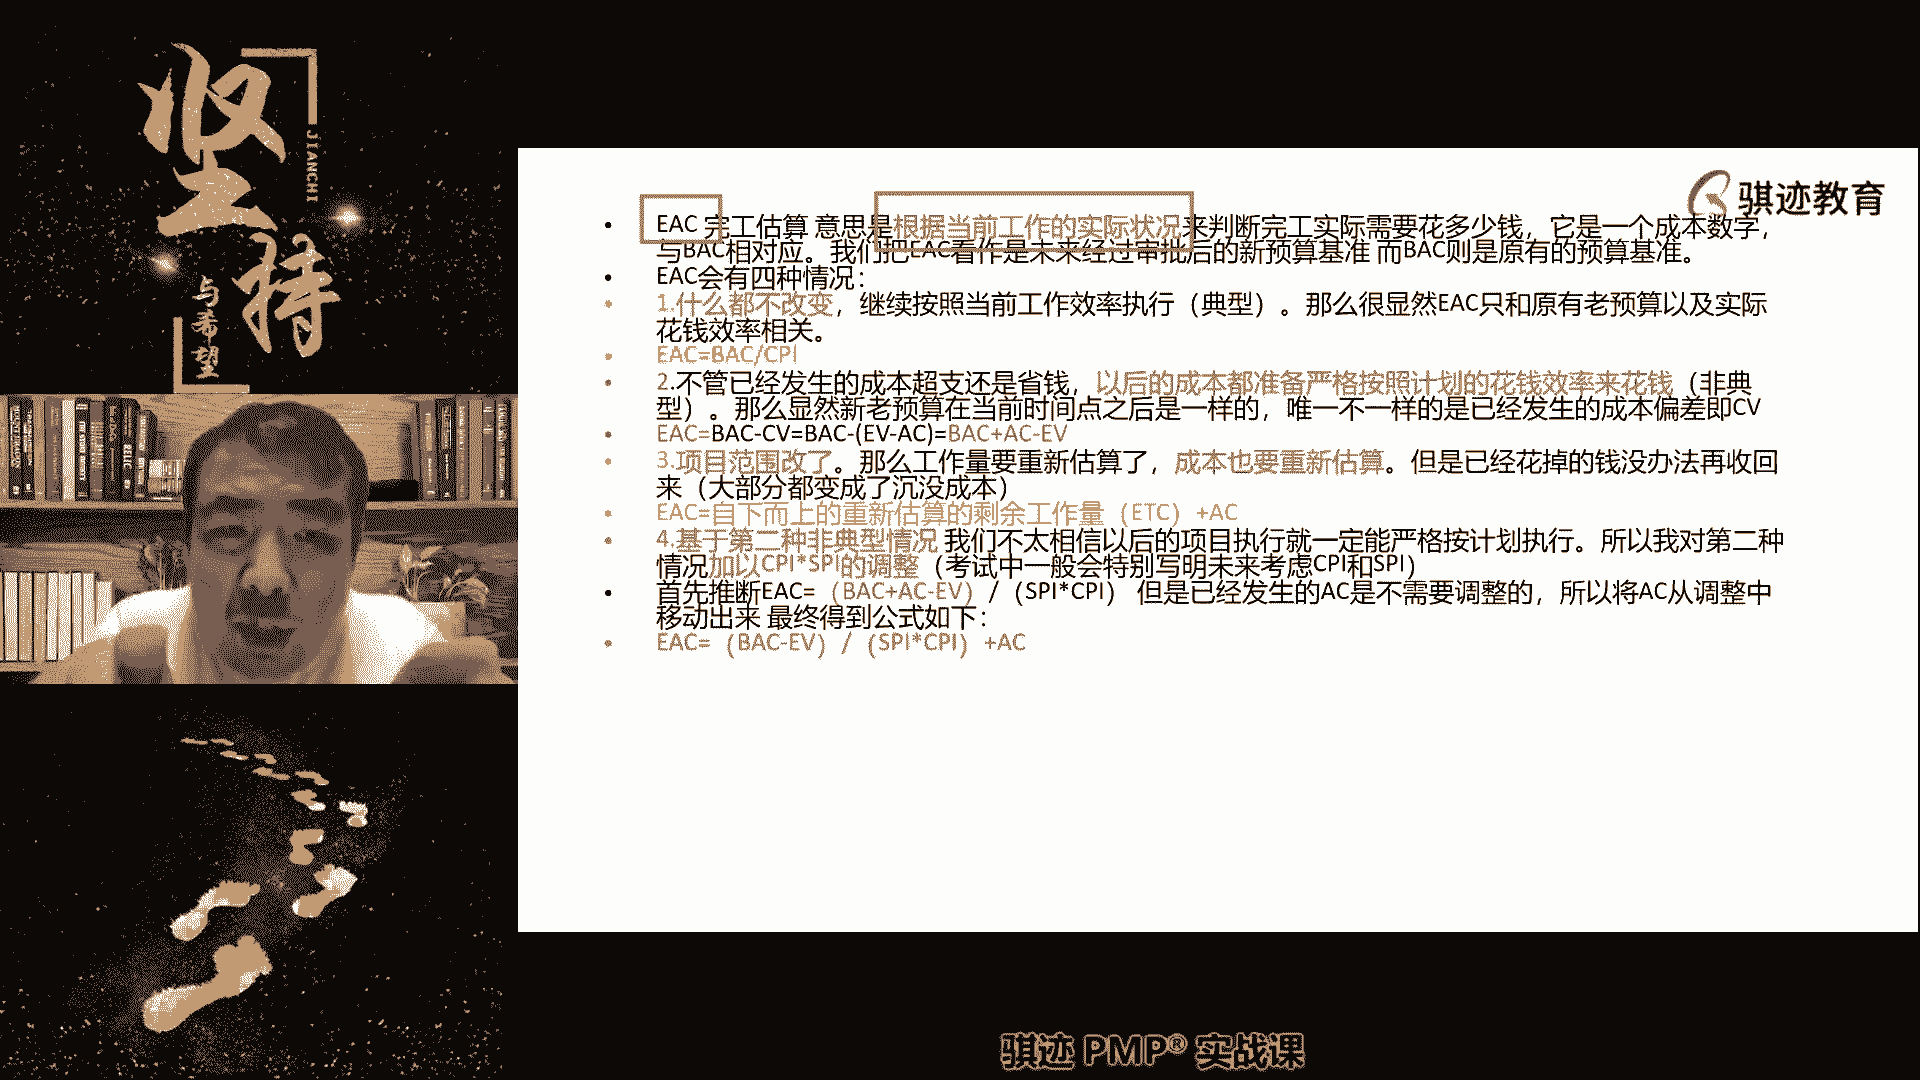 坚持
JIANCHI
与希望
骐迹教育
• EAC 完工估算 意思是根据当前工作的实际状况来判断完工实际需要花多少钱，它是一个成本数字，
与BAC相对应。我们把EAC看作是未来经过审批后的新预算基准 而BAC则是原有的预算基准。
• EAC会有四种情况：
• 1.什么都不改变，继续按照当前工作效率执行（典型）。那么很显然EAC只和原有老预算以及实际
花钱效率相关。
• EAC=BAC/CPI
• 2.不管已经发生的成本超支还是省钱，以后的成本都准备严格按照计划的花钱效率来花钱（非典
型）。那么显然新老预算在当前时间点之后是一样的，唯一不一样的是已经发生的成本偏差即CV
• EAC=BAC-CV=BAC-(EV-AC)=BAC+AC-EV
• 3.项目范围改了。那么工作量要重新估算了，成本也要重新估算。但是已经花掉的钱没办法再收回
来（大部分都变成了沉没成本）
• EAC=自下而上的重新估算的剩余工作量（ETC）+AC
• 4.基于第二种非典型情况 我们不太相信以后的项目执行就一定能严格按计划执行。所以我对第二种
情况加以CPI*SPI的调整（考试中一般会特别写明未来考虑CPI和SPI）
• 首先推断EAC=（BAC+AC-EV）/（SPI*CPI） 但是已经发生的AC是不需要调整的，所以将AC从调整中
移动出来 最终得到公式如下：
• EAC=（BAC-EV）/（SPI*CPI）+AC
骐迹 PMP® 实战课